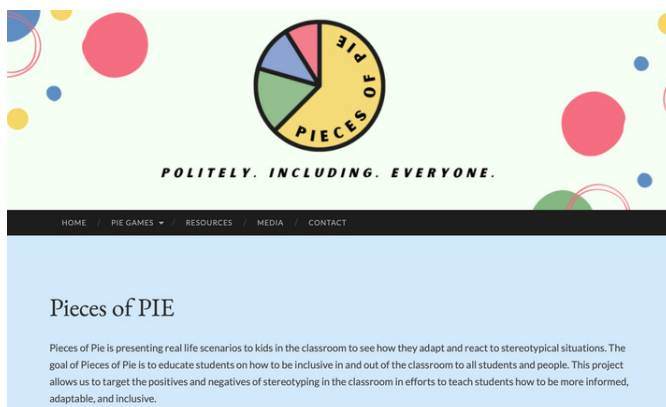 PIECES OF PIE
POLITELY. INCLUDING. EVERYONE.
HOME / PIE GAMES / RESOURCES / MEDIA / CONTACT
Pieces of PIE
Pieces of Pie is presenting real life scenarios to kids in the classroom to see how they adapt and react to stereotypical situations. The
goal of Pieces of Pie is to educate students on how to be inclusive in and out of the classroom to all students and people. This project
allows us to target the positives and negatives of stereotyping in the classroom in efforts to teach students how to be more informed,
adaptable, and inclusive.